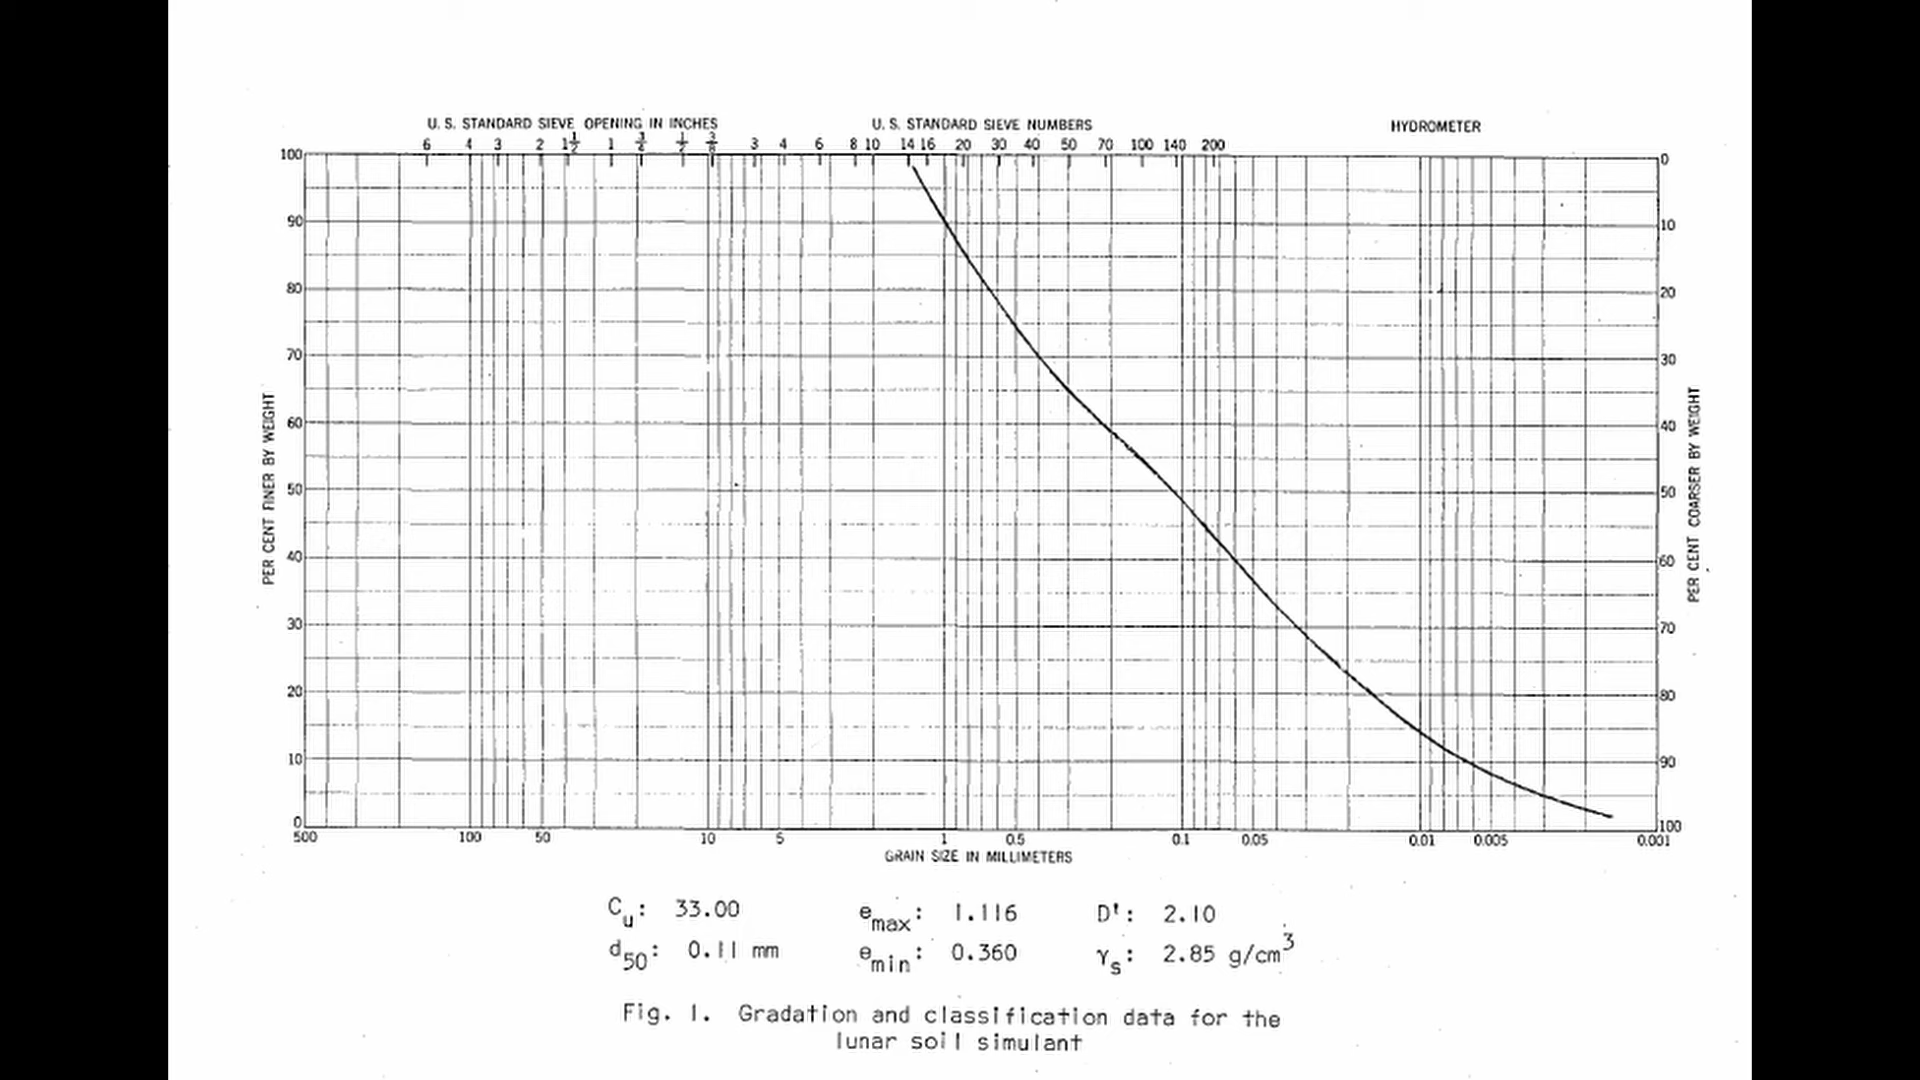 U. S. STANDARD SIEVE OPENING IN INCHES U. S. STANDARD SIEVE NUMBERS HYDROMETER
6 4 3 2 1½ 1 ¾ ½ ⅜ 3 4 6 8 10 14 16 20 30 40 50 70 100 140 200
100 0
90 10
80 20
70 30
60 40
50 50
40 60
30 70
20 80
10 90
0 100
PER CENT FINER BY WEIGHT
PER CENT COARSER BY WEIGHT
500 100 50 10 5 1 0.5 0.1 0.05 0.01 0.005 0.001
GRAIN SIZE IN MILLIMETERS
Cu: 33.00 emax: 1.116 D': 2.10
d50: 0.11 mm emin: 0.360 γs: 2.85 g/cm3
Fig. 1. Gradation and classification data for the
lunar soil simulant